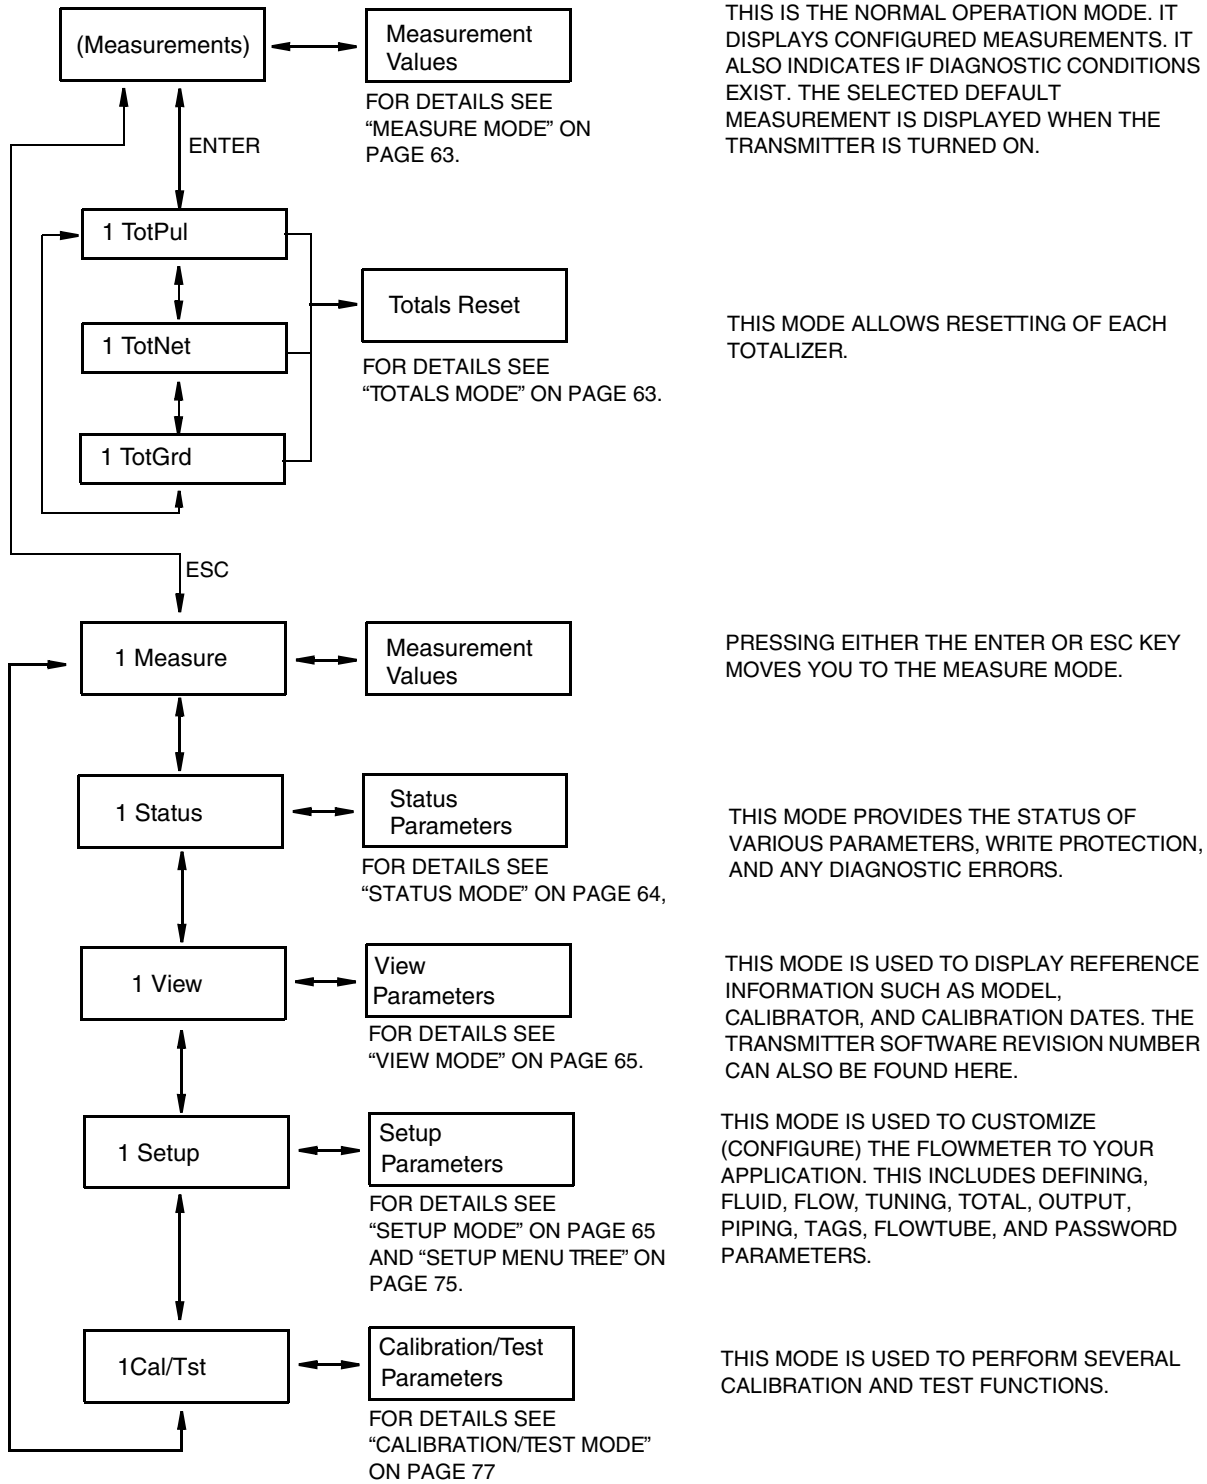 (Measurements)
Measurement
Values
FOR DETAILS SEE
“MEASURE MODE” ON
PAGE 63.
THIS IS THE NORMAL OPERATION MODE. IT
DISPLAYS CONFIGURED MEASUREMENTS. IT
ALSO INDICATES IF DIAGNOSTIC CONDITIONS
EXIST. THE SELECTED DEFAULT
MEASUREMENT IS DISPLAYED WHEN THE
TRANSMITTER IS TURNED ON.
ENTER
1 TotPul
1 TotNet
1 TotGrd
Totals Reset
FOR DETAILS SEE
“TOTALS MODE” ON PAGE 63.
THIS MODE ALLOWS RESETTING OF EACH
TOTALIZER.
ESC
1 Measure
Measurement
Values
PRESSING EITHER THE ENTER OR ESC KEY
MOVES YOU TO THE MEASURE MODE.
1 Status
Status
Parameters
FOR DETAILS SEE
“STATUS MODE” ON PAGE 64,
THIS MODE PROVIDES THE STATUS OF
VARIOUS PARAMETERS, WRITE PROTECTION,
AND ANY DIAGNOSTIC ERRORS.
1 View
View
Parameters
FOR DETAILS SEE
“VIEW MODE” ON PAGE 65.
THIS MODE IS USED TO DISPLAY REFERENCE
INFORMATION SUCH AS MODEL,
CALIBRATOR, AND CALIBRATION DATES. THE
TRANSMITTER SOFTWARE REVISION NUMBER
CAN ALSO BE FOUND HERE.
1 Setup
Setup
Parameters
FOR DETAILS SEE
“SETUP MODE” ON PAGE 65
AND “SETUP MENU TREE” ON
PAGE 75.
THIS MODE IS USED TO CUSTOMIZE
(CONFIGURE) THE FLOWMETER TO YOUR
APPLICATION. THIS INCLUDES DEFINING,
FLUID, FLOW, TUNING, TOTAL, OUTPUT,
PIPING, TAGS, FLOWTUBE, AND PASSWORD
PARAMETERS.
1Cal/Tst
Calibration/Test
Parameters
FOR DETAILS SEE
“CALIBRATION/TEST MODE”
ON PAGE 77
THIS MODE IS USED TO PERFORM SEVERAL
CALIBRATION AND TEST FUNCTIONS.